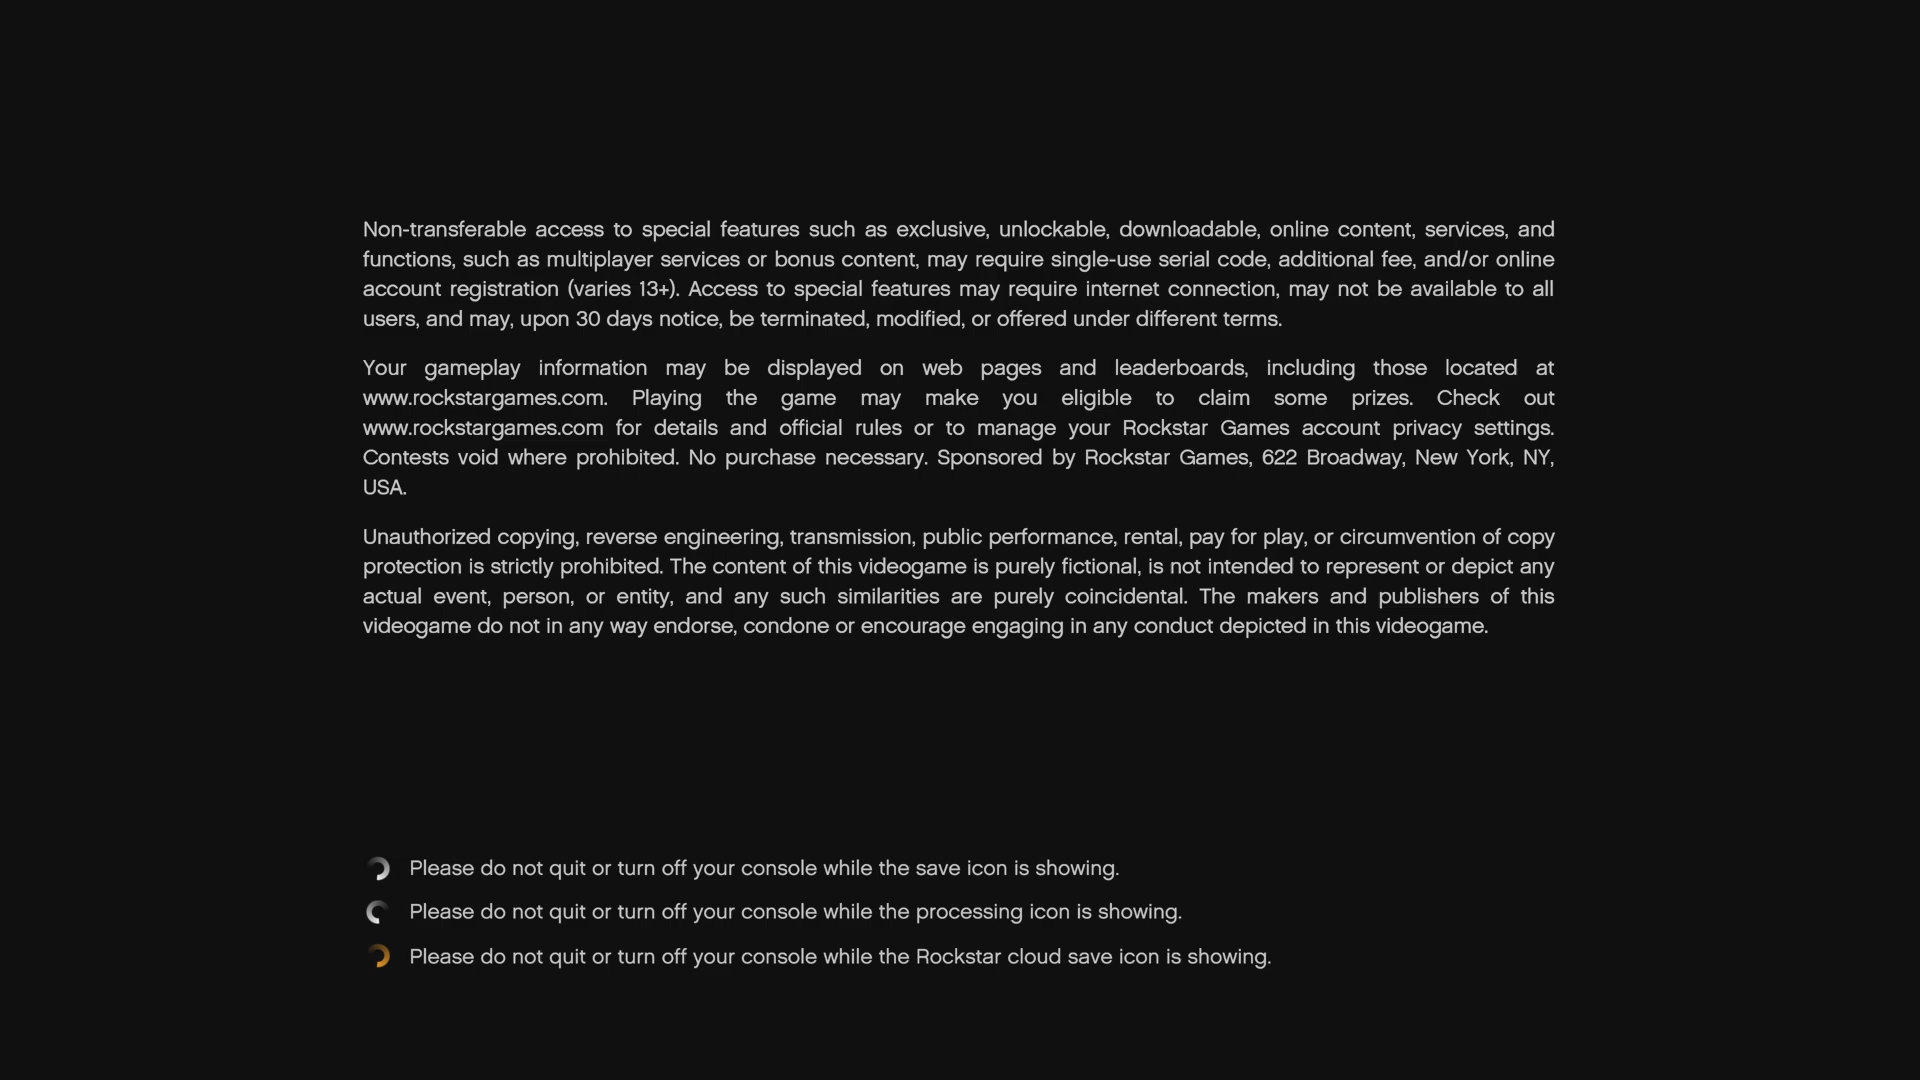 Non-transferable access to special features such as exclusive, unlockable, downloadable, online content, services, and
functions, such as multiplayer services or bonus content, may require single-use serial code, additional fee, and/or online
account registration (varies 13+). Access to special features may require internet connection, may not be available to all
users, and may, upon 30 days notice, be terminated, modified, or offered under different terms.
Your gameplay information may be displayed on web pages and leaderboards, including those located at
www.rockstargames.com. Playing the game may make you eligible to claim some prizes. Check out
www.rockstargames.com for details and official rules or to manage your Rockstar Games account privacy settings.
Contests void where prohibited. No purchase necessary. Sponsored by Rockstar Games, 622 Broadway, New York, NY,
USA.
Unauthorized copying, reverse engineering, transmission, public performance, rental, pay for play, or circumvention of copy
protection is strictly prohibited. The content of this videogame is purely fictional, is not intended to represent or depict any
actual event, person, or entity, and any such similarities are purely coincidental. The makers and publishers of this
videogame do not in any way endorse, condone or encourage engaging in any conduct depicted in this videogame.
Please do not quit or turn off your console while the save icon is showing.
Please do not quit or turn off your console while the processing icon is showing.
Please do not quit or turn off your console while the Rockstar cloud save icon is showing.